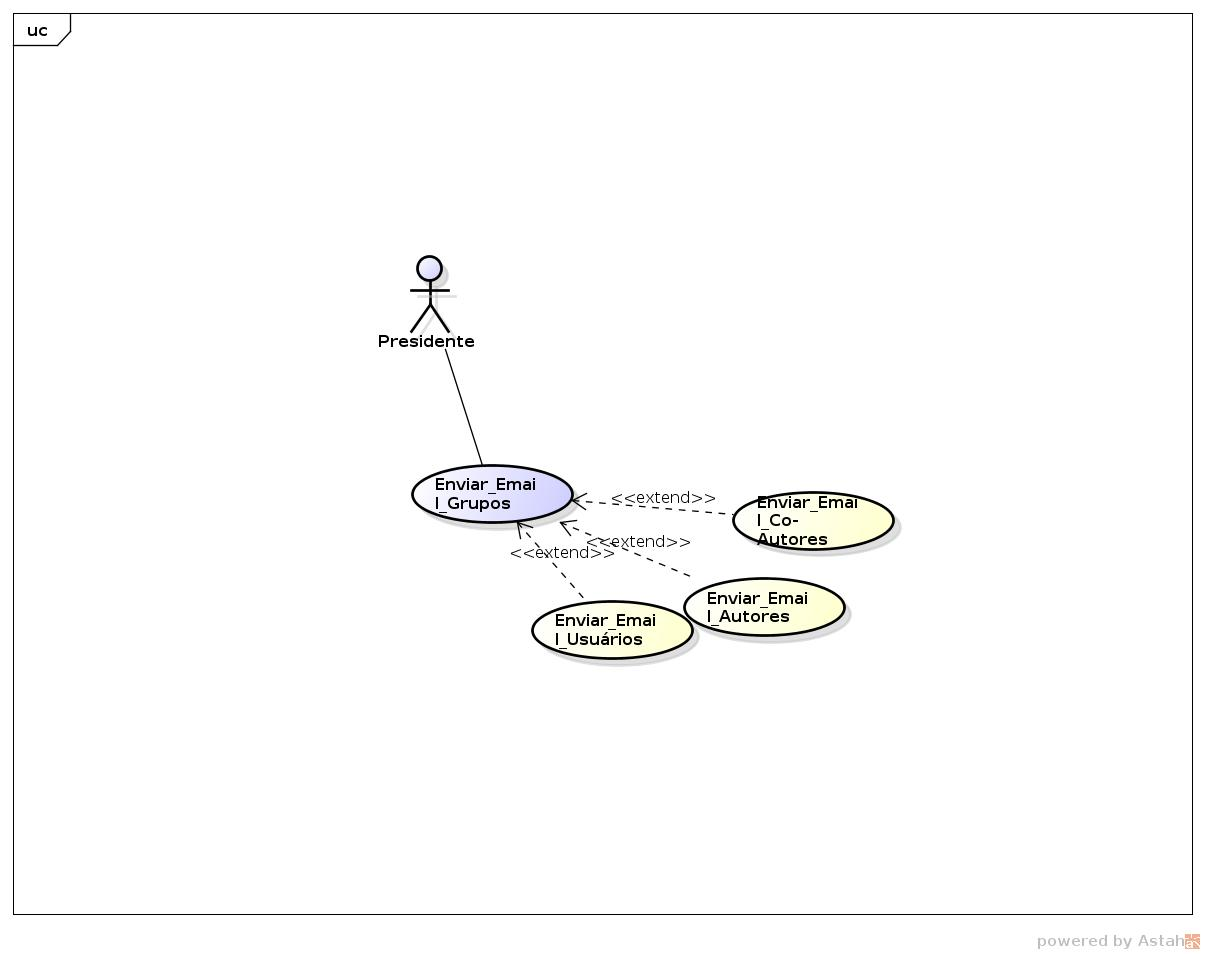 uc
Presidente
Enviar_Emai
l_Grupos
<<extend>>
Enviar_Emai
l_Co-
Autores
<<extend>>
<<extend>>
Enviar_Emai
l_Autores
Enviar_Emai
l_Usuários
powered by Astah